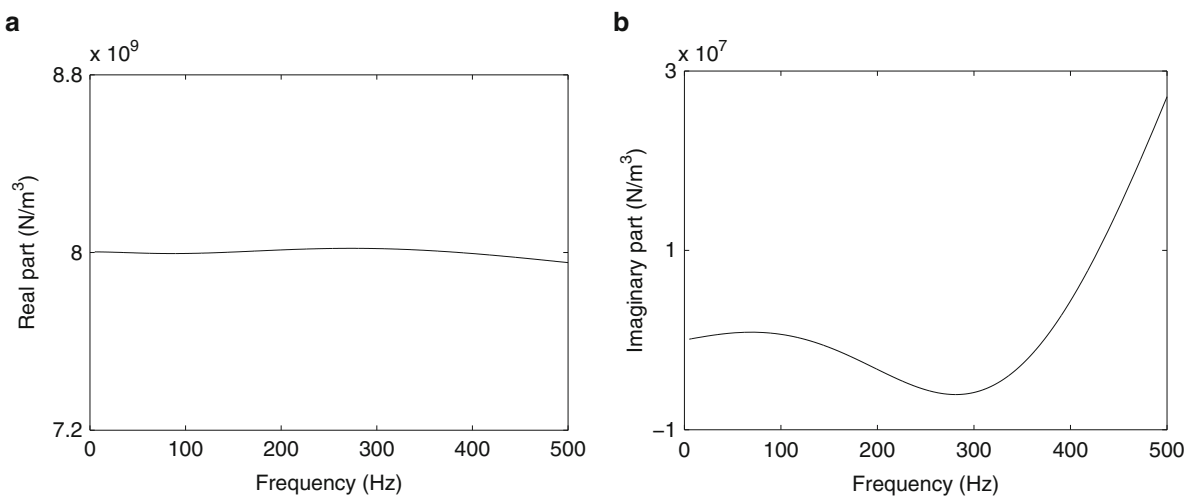 a
x 10^9
8.8
8
7.2
Real part (N/m^3)
0 100 200 300 400 500
Frequency (Hz)
b
x 10^7
3
1
−1
Imaginary part (N/m^3)
0 100 200 300 400 500
Frequency (Hz)